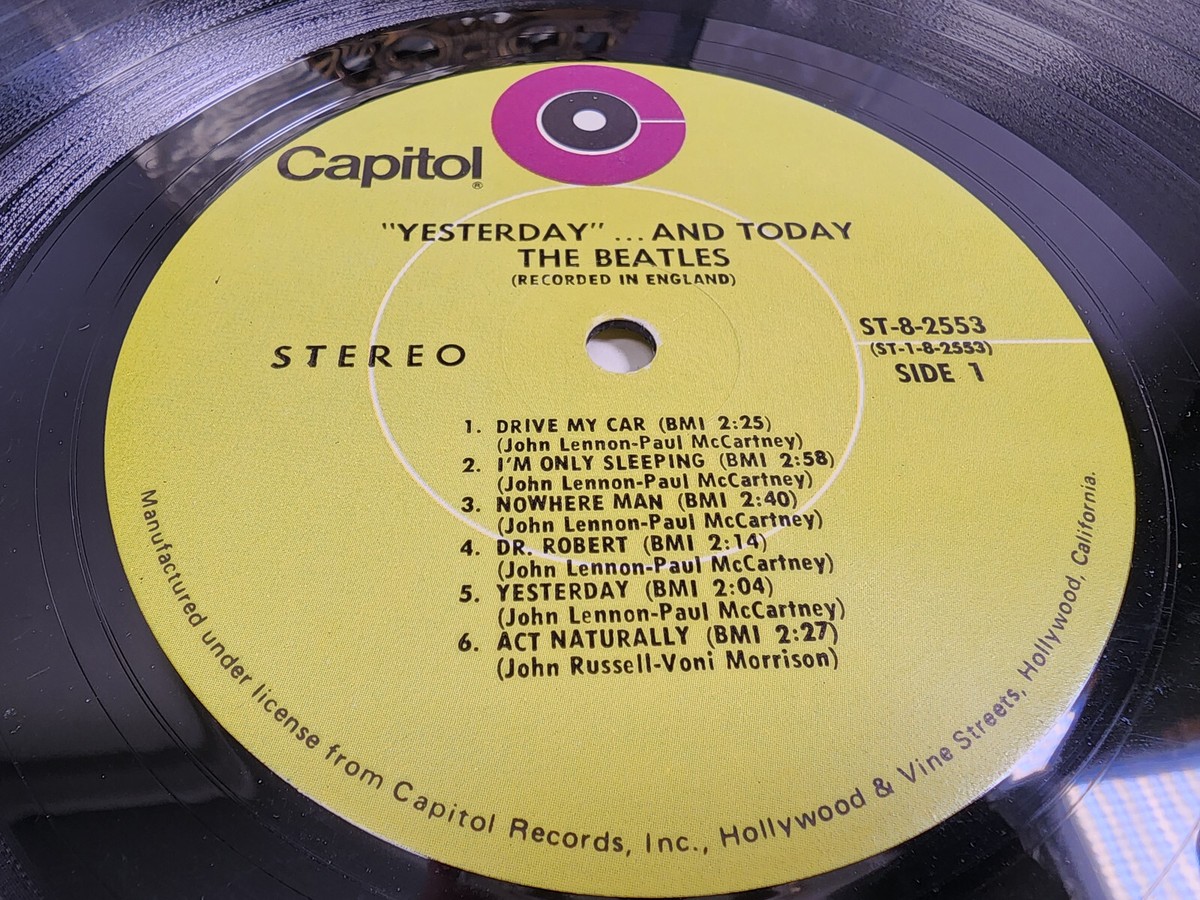 Capitol®
"YESTERDAY" ... AND TODAY
THE BEATLES
(RECORDED IN ENGLAND)
STEREO
ST-8-2553
(ST-1-8-2553)
SIDE 1
1. DRIVE MY CAR (BMI 2:25)
(John Lennon-Paul McCartney)
2. I'M ONLY SLEEPING (BMI 2:58)
(John Lennon-Paul McCartney)
3. NOWHERE MAN (BMI 2:40)
(John Lennon-Paul McCartney)
4. DR. ROBERT (BMI 2:14)
(John Lennon-Paul McCartney)
5. YESTERDAY (BMI 2:04)
(John Lennon-Paul McCartney)
6. ACT NATURALLY (BMI 2:27)
(John Russell-Voni Morrison)
Manufactured under license from Capitol Records, Inc., Hollywood & Vine Streets, Hollywood, California.